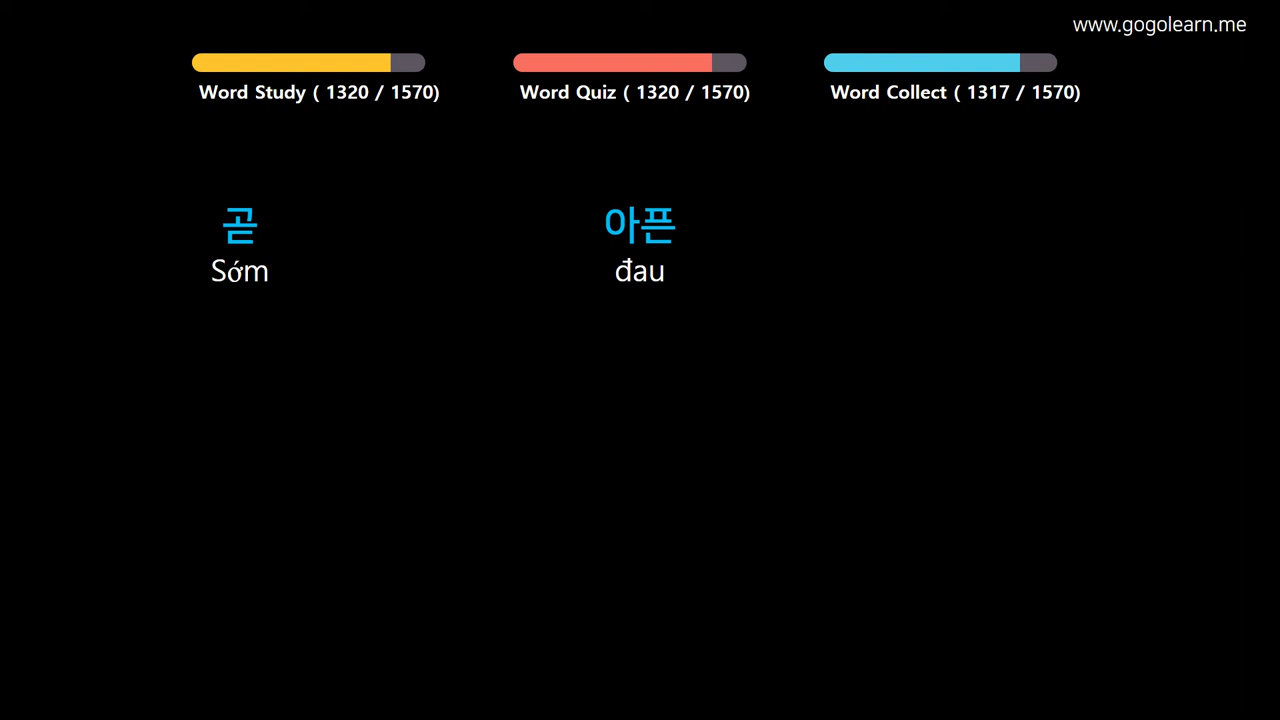 www.gogolearn.me
Word Study ( 1320 / 1570)
Word Quiz ( 1320 / 1570)
Word Collect ( 1317 / 1570)
곧
Sớm
아픈
đau